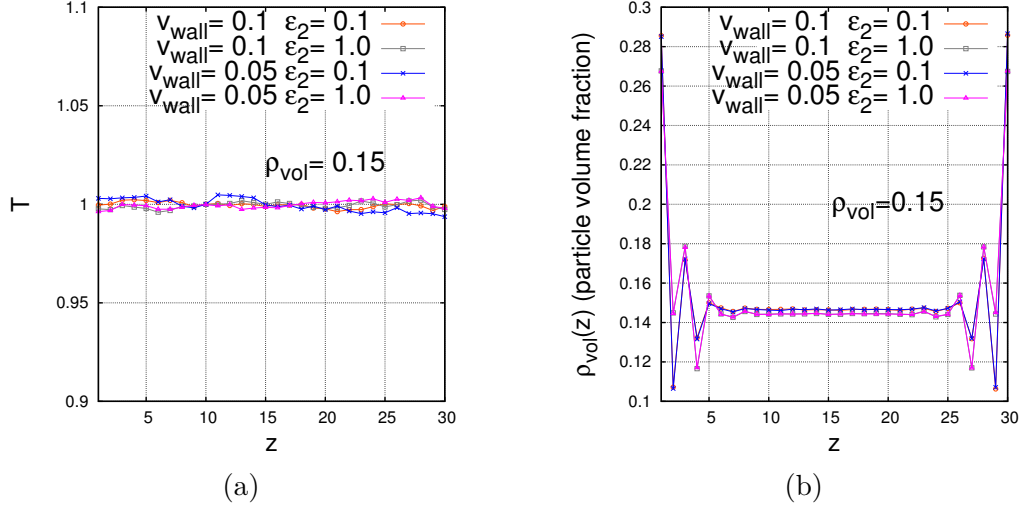 1.1
1.05
1
0.95
0.9
T
v_wall= 0.1 ε_2= 0.1
v_wall= 0.1 ε_2= 1.0
v_wall= 0.05 ε_2= 0.1
v_wall= 0.05 ε_2= 1.0
ρ_vol= 0.15
5 10 15 20 25 30
z
(a)
0.3
0.28
0.26
0.24
0.22
0.2
0.18
0.16
0.14
0.12
0.1
ρ_vol(z) (particle volume fraction)
v_wall= 0.1 ε_2= 0.1
v_wall= 0.1 ε_2= 1.0
v_wall= 0.05 ε_2= 0.1
v_wall= 0.05 ε_2= 1.0
ρ_vol=0.15
5 10 15 20 25 30
z
(b)